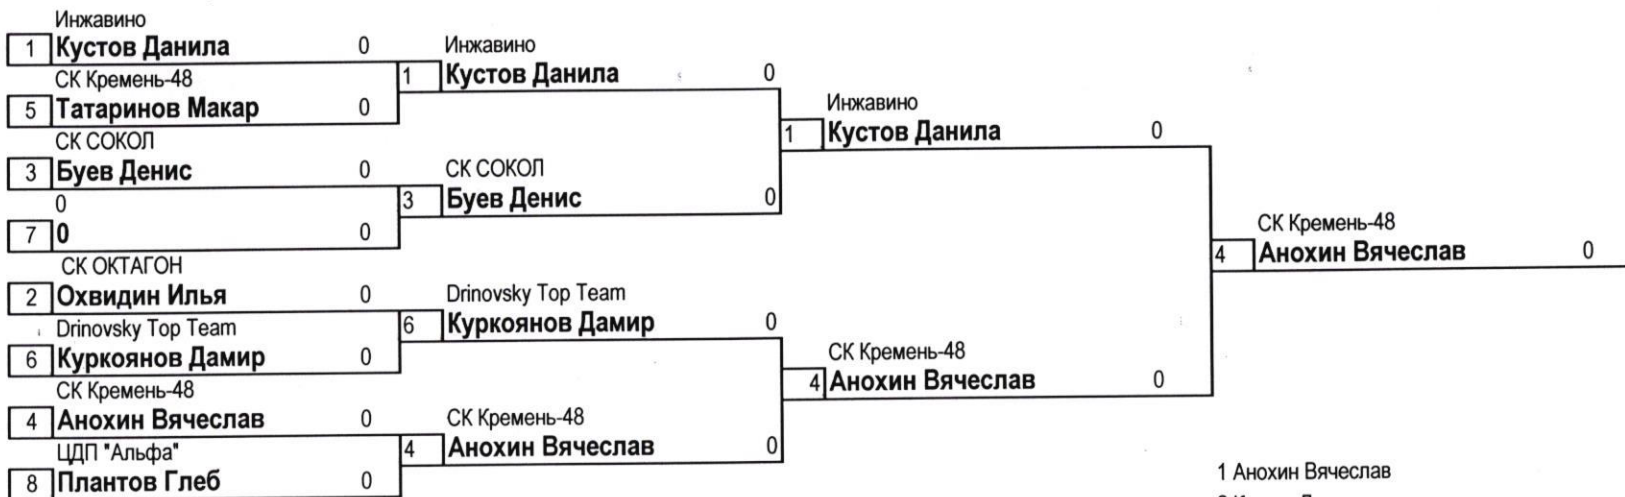 Инжавино
1 Кустов Данила 0
СК Кремень-48
5 Татаринов Макар 0
СК СОКОЛ
3 Буев Денис 0
0
7 0 0
СК ОКТАГОН
2 Охвидин Илья 0
Drinovsky Top Team
6 Куркоянов Дамир 0
СК Кремень-48
4 Анохин Вячеслав 0
ЦДП "Альфа"
8 Плантов Глеб 0
Инжавино
1 Кустов Данила 0
СК СОКОЛ
3 Буев Денис 0
Drinovsky Top Team
6 Куркоянов Дамир 0
СК Кремень-48
4 Анохин Вячеслав 0
Инжавино
1 Кустов Данила 0
СК Кремень-48
4 Анохин Вячеслав 0
СК Кремень-48
4 Анохин Вячеслав 0
1 Анохин Вячеслав